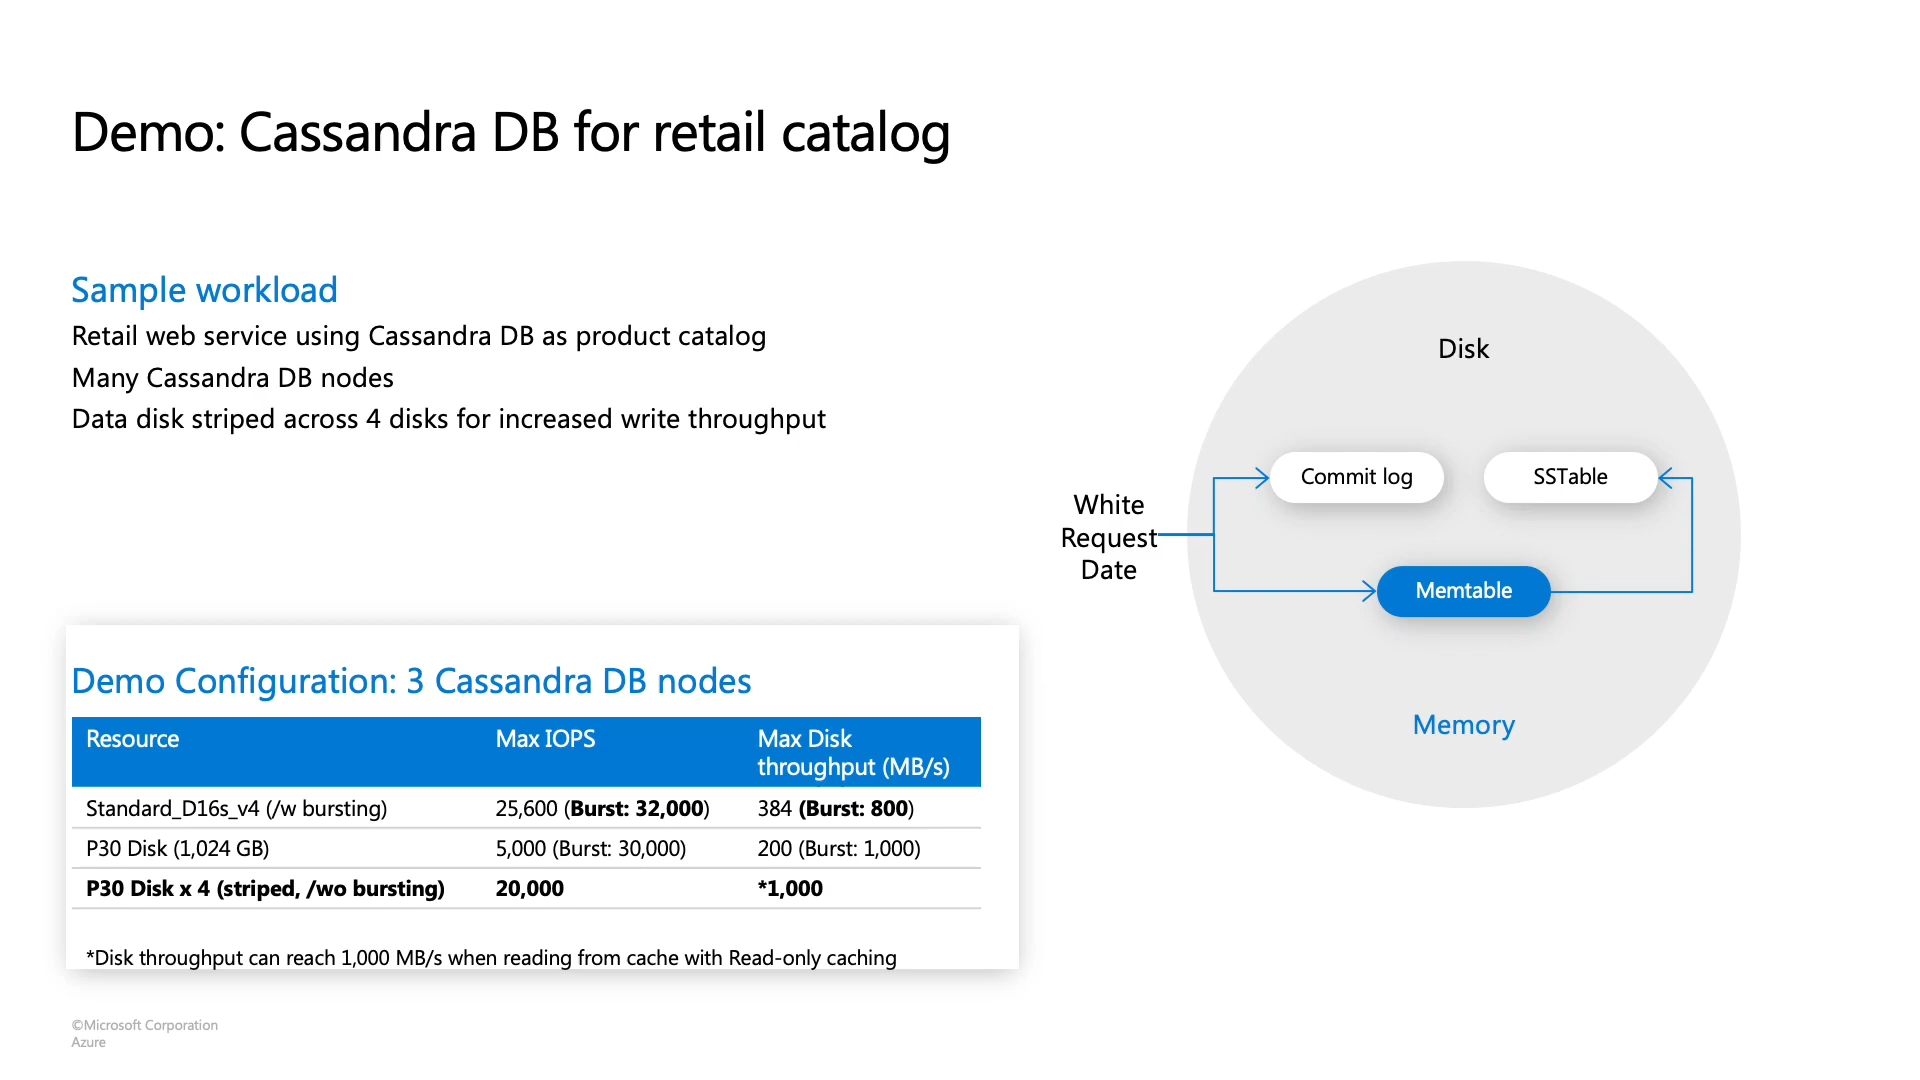 Demo: Cassandra DB for retail catalog
Sample workload
Retail web service using Cassandra DB as product catalog
Many Cassandra DB nodes
Data disk striped across 4 disks for increased write throughput
Disk
Commit log
SSTable
White
Request
Date
Memtable
Memory
Demo Configuration: 3 Cassandra DB nodes
Resource Max IOPS Max Disk
throughput (MB/s)
Standard_D16s_v4 (/w bursting) 25,600 (Burst: 32,000) 384 (Burst: 800)
P30 Disk (1,024 GB) 5,000 (Burst: 30,000) 200 (Burst: 1,000)
P30 Disk x 4 (striped, /wo bursting) 20,000 *1,000
*Disk throughput can reach 1,000 MB/s when reading from cache with Read-only caching
©Microsoft Corporation
Azure